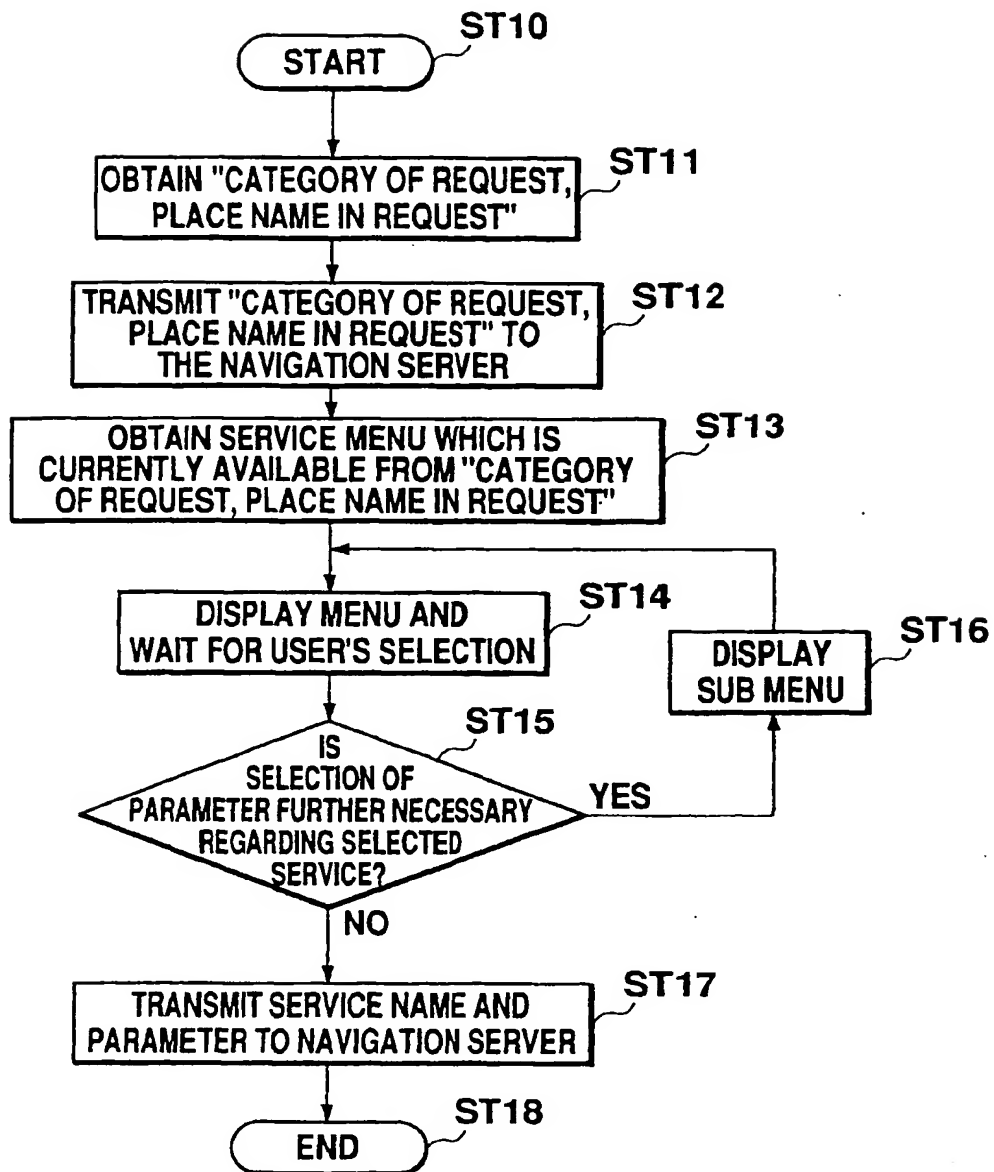 ST10
START
ST11
OBTAIN "CATEGORY OF REQUEST,
PLACE NAME IN REQUEST"
ST12
TRANSMIT "CATEGORY OF REQUEST,
PLACE NAME IN REQUEST" TO
THE NAVIGATION SERVER
ST13
OBTAIN SERVICE MENU WHICH IS
CURRENTLY AVAILABLE FROM "CATEGORY
OF REQUEST, PLACE NAME IN REQUEST"
ST14
DISPLAY MENU AND
WAIT FOR USER'S SELECTION
ST16
DISPLAY
SUB MENU
ST15
IS
SELECTION OF
PARAMETER FURTHER NECESSARY
REGARDING SELECTED
SERVICE?
YES
NO
ST17
TRANSMIT SERVICE NAME AND
PARAMETER TO NAVIGATION SERVER
ST18
END